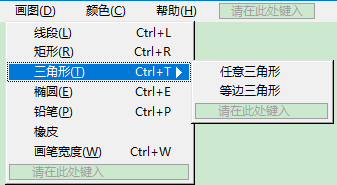 画图(D) 颜色(C) 帮助(H) 请在此处键入
线段(L) Ctrl+L
矩形(R) Ctrl+R
三角形(T) Ctrl+T
任意三角形
椭圆(E) Ctrl+E
等边三角形
铅笔(P) Ctrl+P
请在此处键入
橡皮
画笔宽度(W) Ctrl+W
请在此处键入